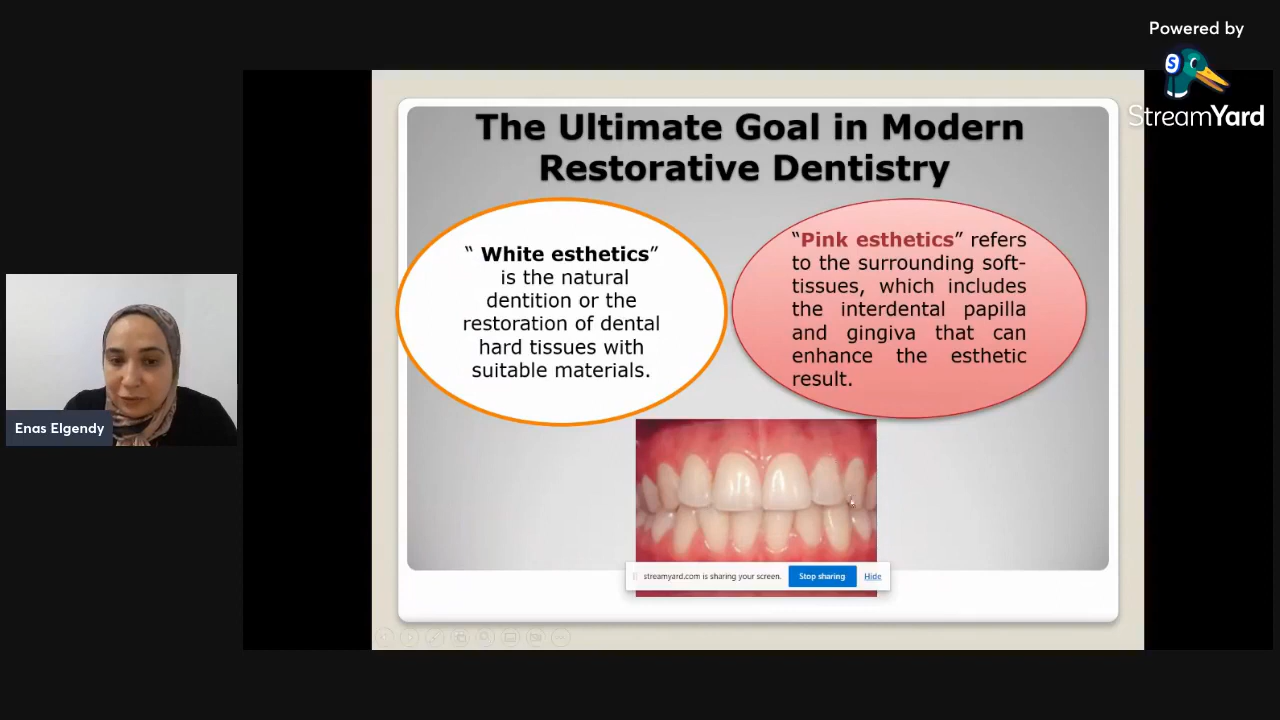 Powered by
StreamYard
The Ultimate Goal in Modern
Restorative Dentistry
“ White esthetics”
is the natural
dentition or the
restoration of dental
hard tissues with
suitable materials.
“Pink esthetics” refers
to the surrounding soft-
tissues, which includes
the interdental papilla
and gingiva that can
enhance the esthetic
result.
Enas Elgendy
streamyard.com is sharing your screen. Stop sharing Hide